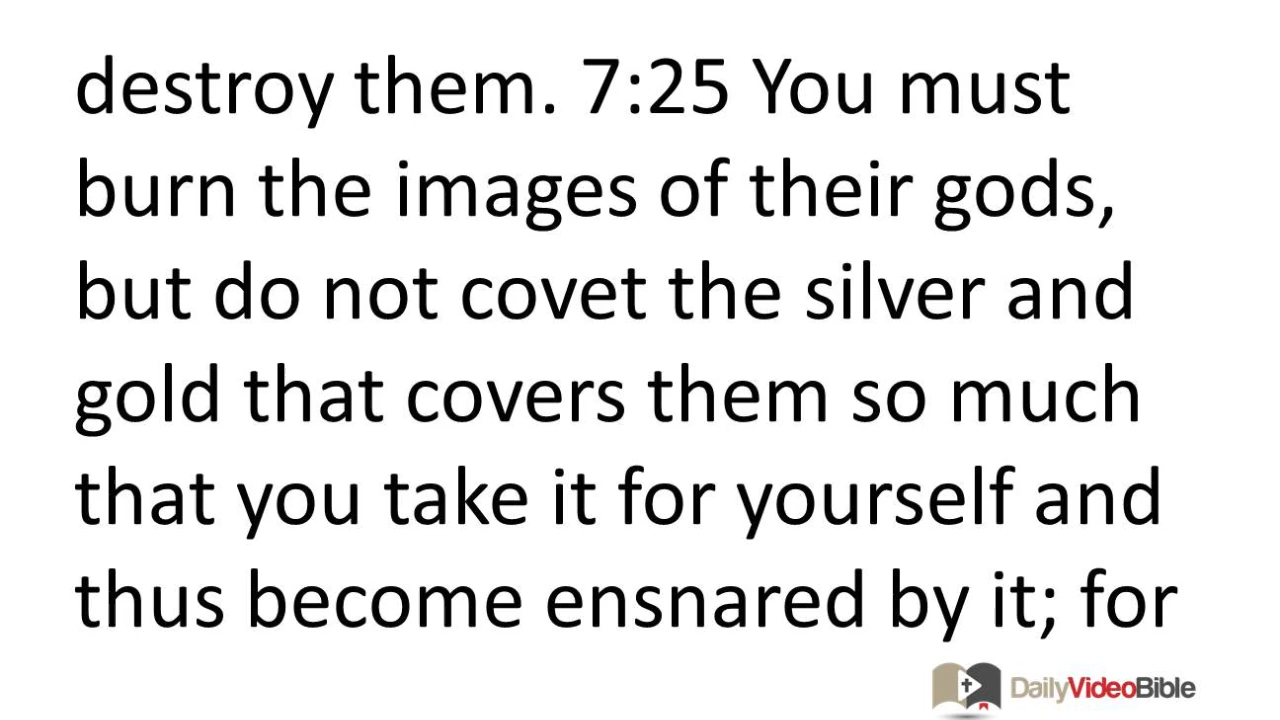 destroy them. 7:25 You must
burn the images of their gods,
but do not covet the silver and
gold that covers them so much
that you take it for yourself and
thus become ensnared by it; for
DailyVideoBible